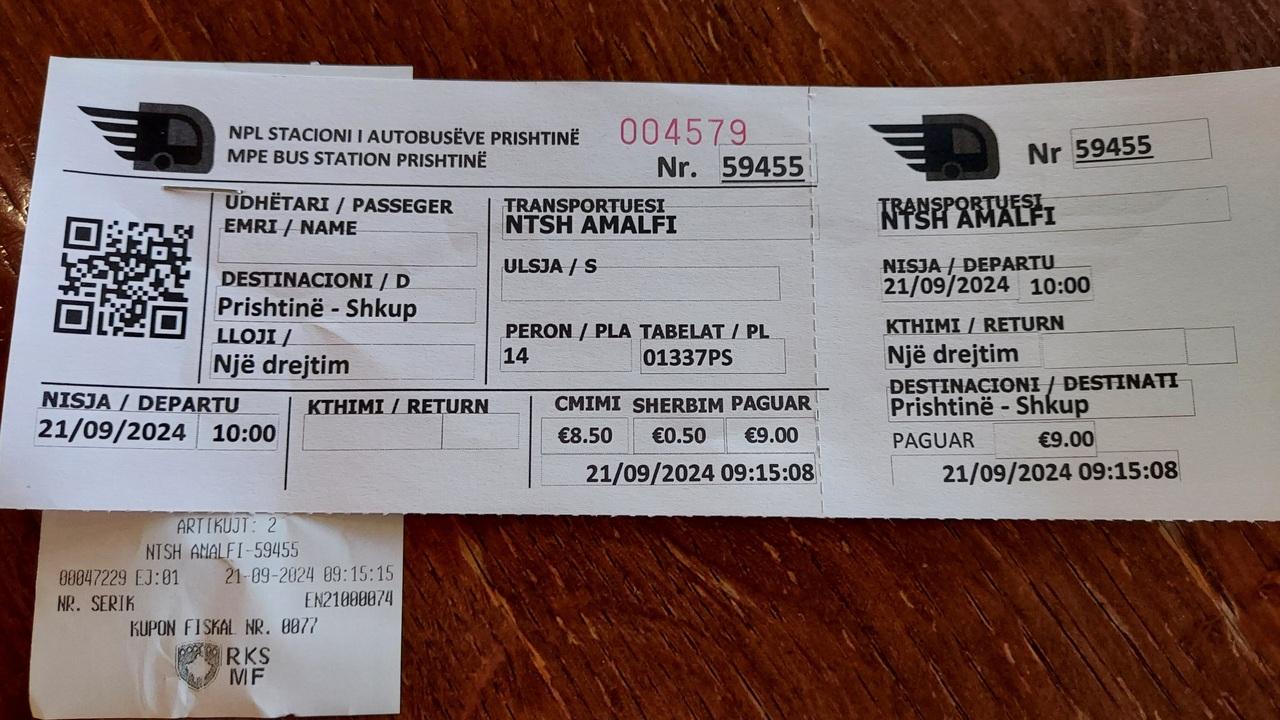 NPL STACIONI I AUTOBUSËVE PRISHTINË
MPE BUS STATION PRISHTINË
004579
Nr. 59455
UDHËTARI / PASSEGER
EMRI / NAME
DESTINACIONI / D
Prishtinë - Shkup
LLOJI /
Një drejtim
TRANSPORTUESI
NTSH AMALFI
ULSJA / S
PERON / PLA TABELAT / PL
14 01337PS
NISJA / DEPARTU
21/09/2024 10:00
KTHIMI / RETURN
CMIMI SHERBIM PAGUAR
€8.50 €0.50 €9.00
21/09/2024 09:15:08
Nr 59455
TRANSPORTUESI
NTSH AMALFI
NISJA / DEPARTU
21/09/2024 10:00
KTHIMI / RETURN
Një drejtim
DESTINACIONI / DESTINATI
Prishtinë - Shkup
PAGUAR €9.00
21/09/2024 09:15:08
ARTIKUJT: 2
NTSH AMALFI-59455
00047229 EJ:01 21-09-2024 09:15:15
NR. SERIK EN21000074
KUPON FISKAL NR. 0077
RKS
MF